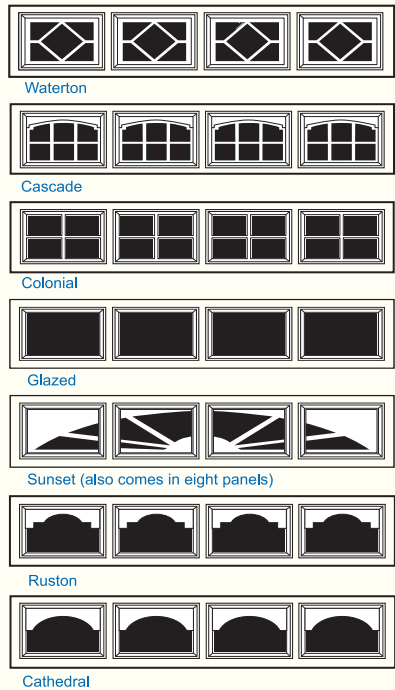 Waterton
Cascade
Colonial
Glazed
Sunset (also comes in eight panels)
Ruston
Cathedral